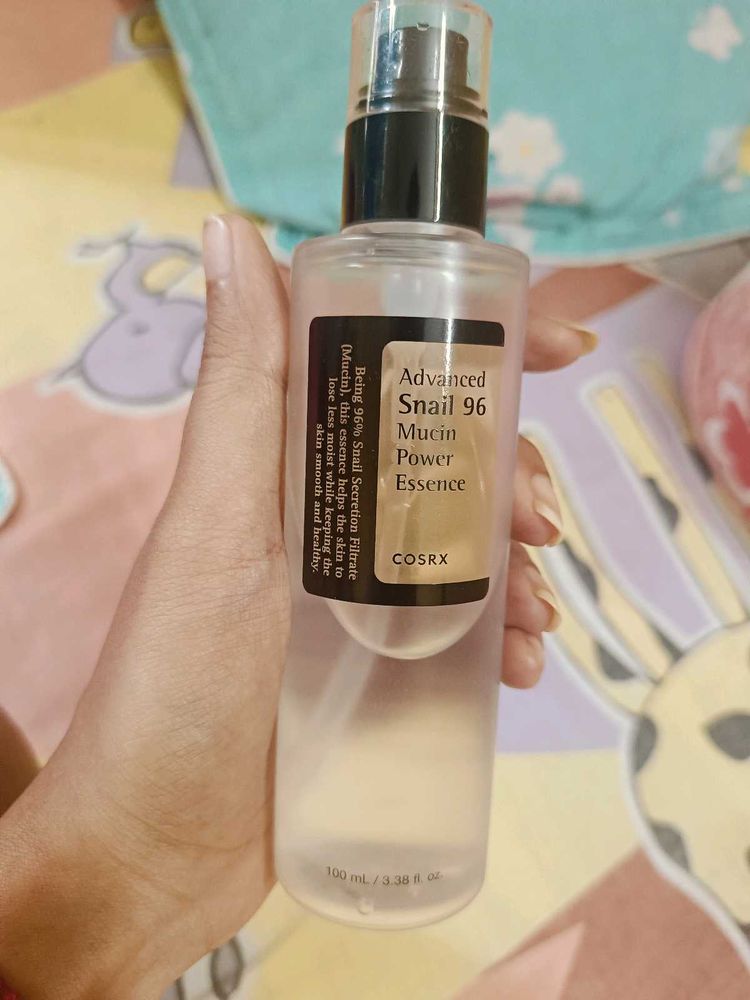 Advanced
Snail 96
Mucin
Power
Essence
COSRX
Being 96% Snail Secretion Filtrate
(Mucin), this essence helps the skin to
lose less moist while keeping the
skin smooth and healthy.
100 mL / 3.38 fl. oz.